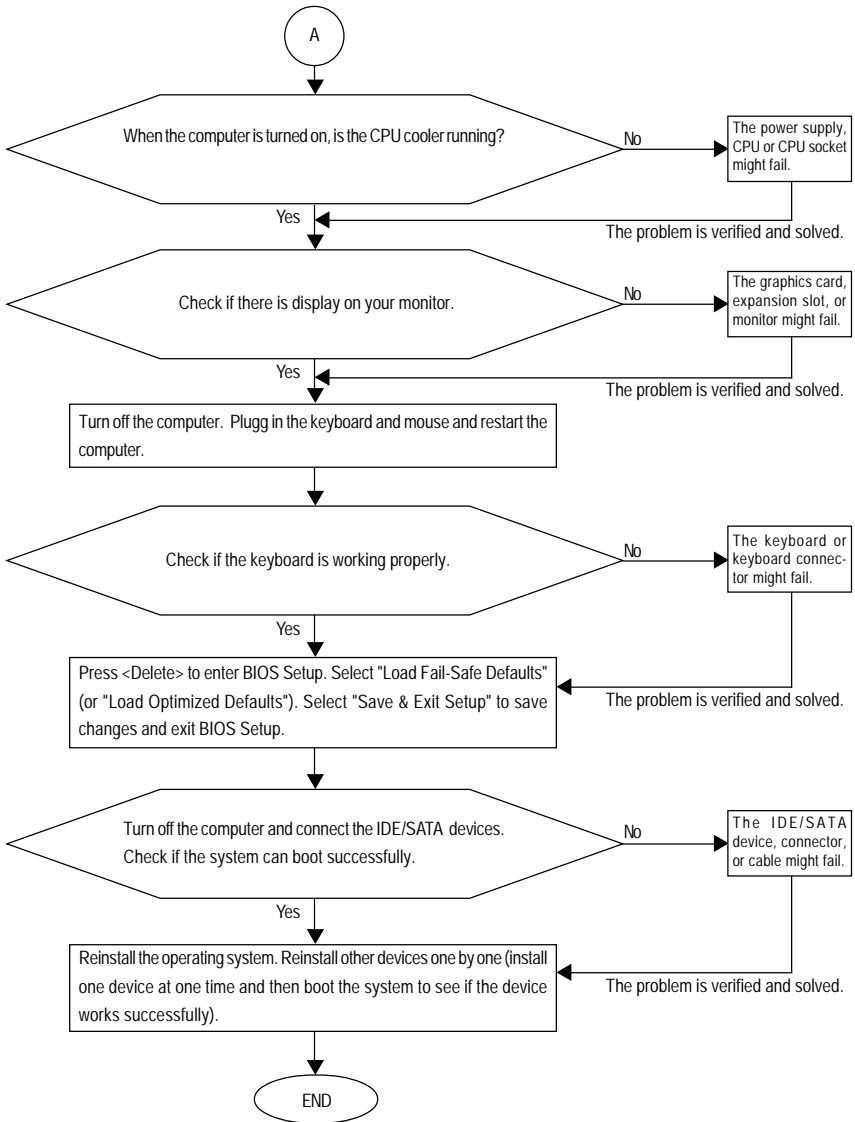 A
When the computer is turned on, is the CPU cooler running?
No
The power supply,
CPU or CPU socket
might fail.
Yes
The problem is verified and solved.
Check if there is display on your monitor.
No
The graphics card,
expansion slot, or
monitor might fail.
Yes
The problem is verified and solved.
Turn off the computer. Plugg in the keyboard and mouse and restart the
computer.
Check if the keyboard is working properly.
No
The keyboard or
keyboard connec-
tor might fail.
Yes
Press <Delete> to enter BIOS Setup. Select "Load Fail-Safe Defaults"
(or "Load Optimized Defaults"). Select "Save & Exit Setup" to save
changes and exit BIOS Setup.
The problem is verified and solved.
Turn off the computer and connect the IDE/SATA devices.
Check if the system can boot successfully.
No
The IDE/SATA
device, connector,
or cable might fail.
Yes
Reinstall the operating system. Reinstall other devices one by one (install
one device at one time and then boot the system to see if the device
works successfully).
The problem is verified and solved.
END